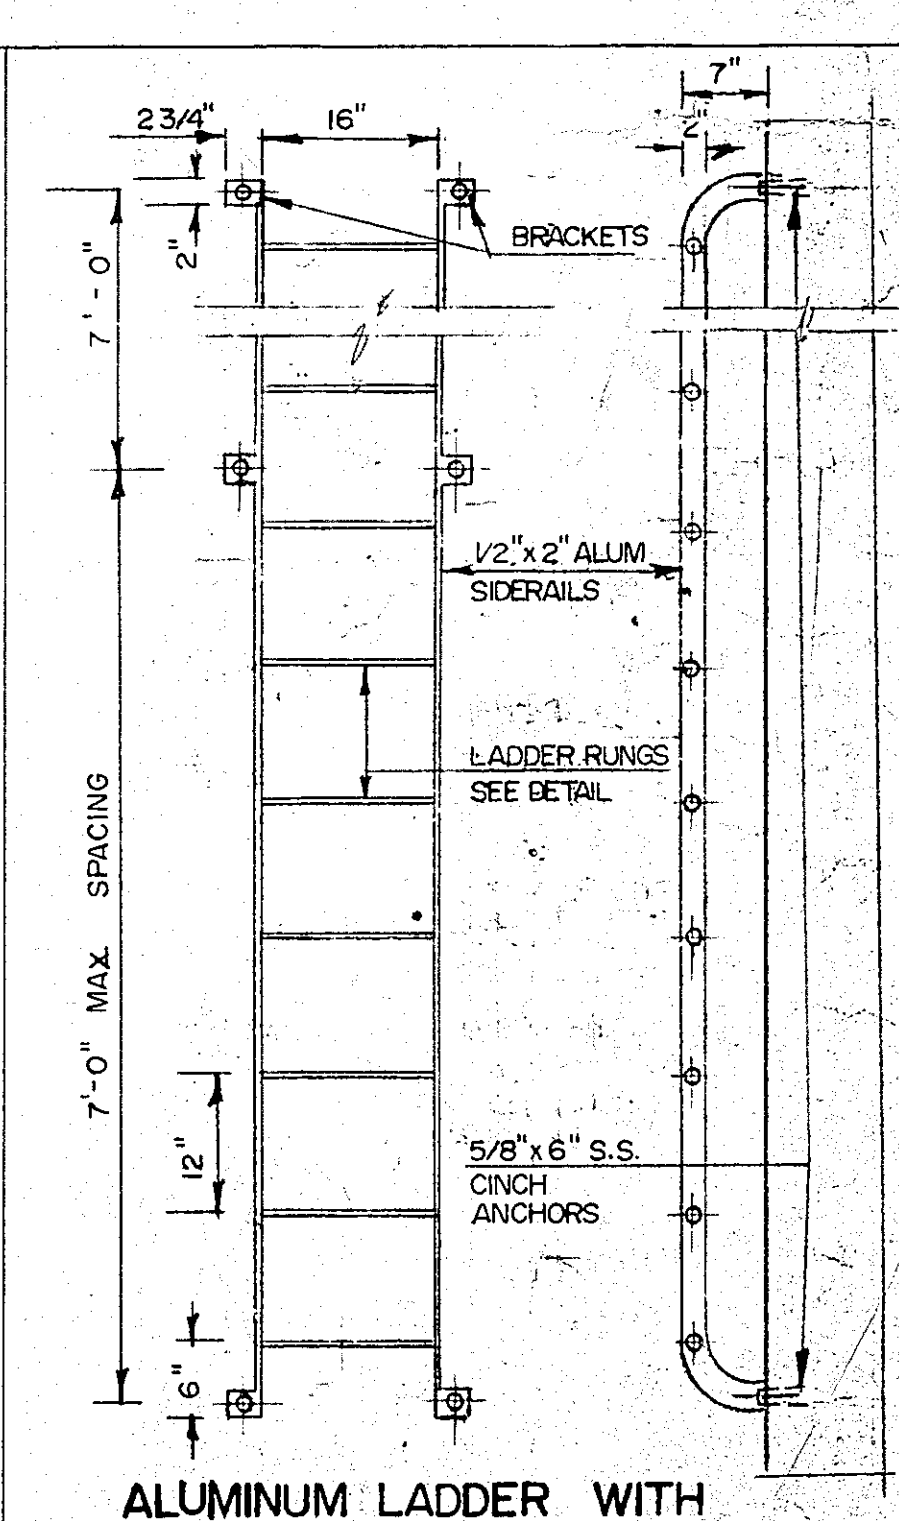 7"
2 3/4"
16"
2"
2"
BRACKETS
7'-0"
1/2" x 2" ALUM
SIDERAILS
LADDER RUNGS
SEE DETAIL
7'-0" MAX SPACING
12"
5/8" x 6" S.S.
CINCH
ANCHORS
6"
ALUMINUM LADDER WITH